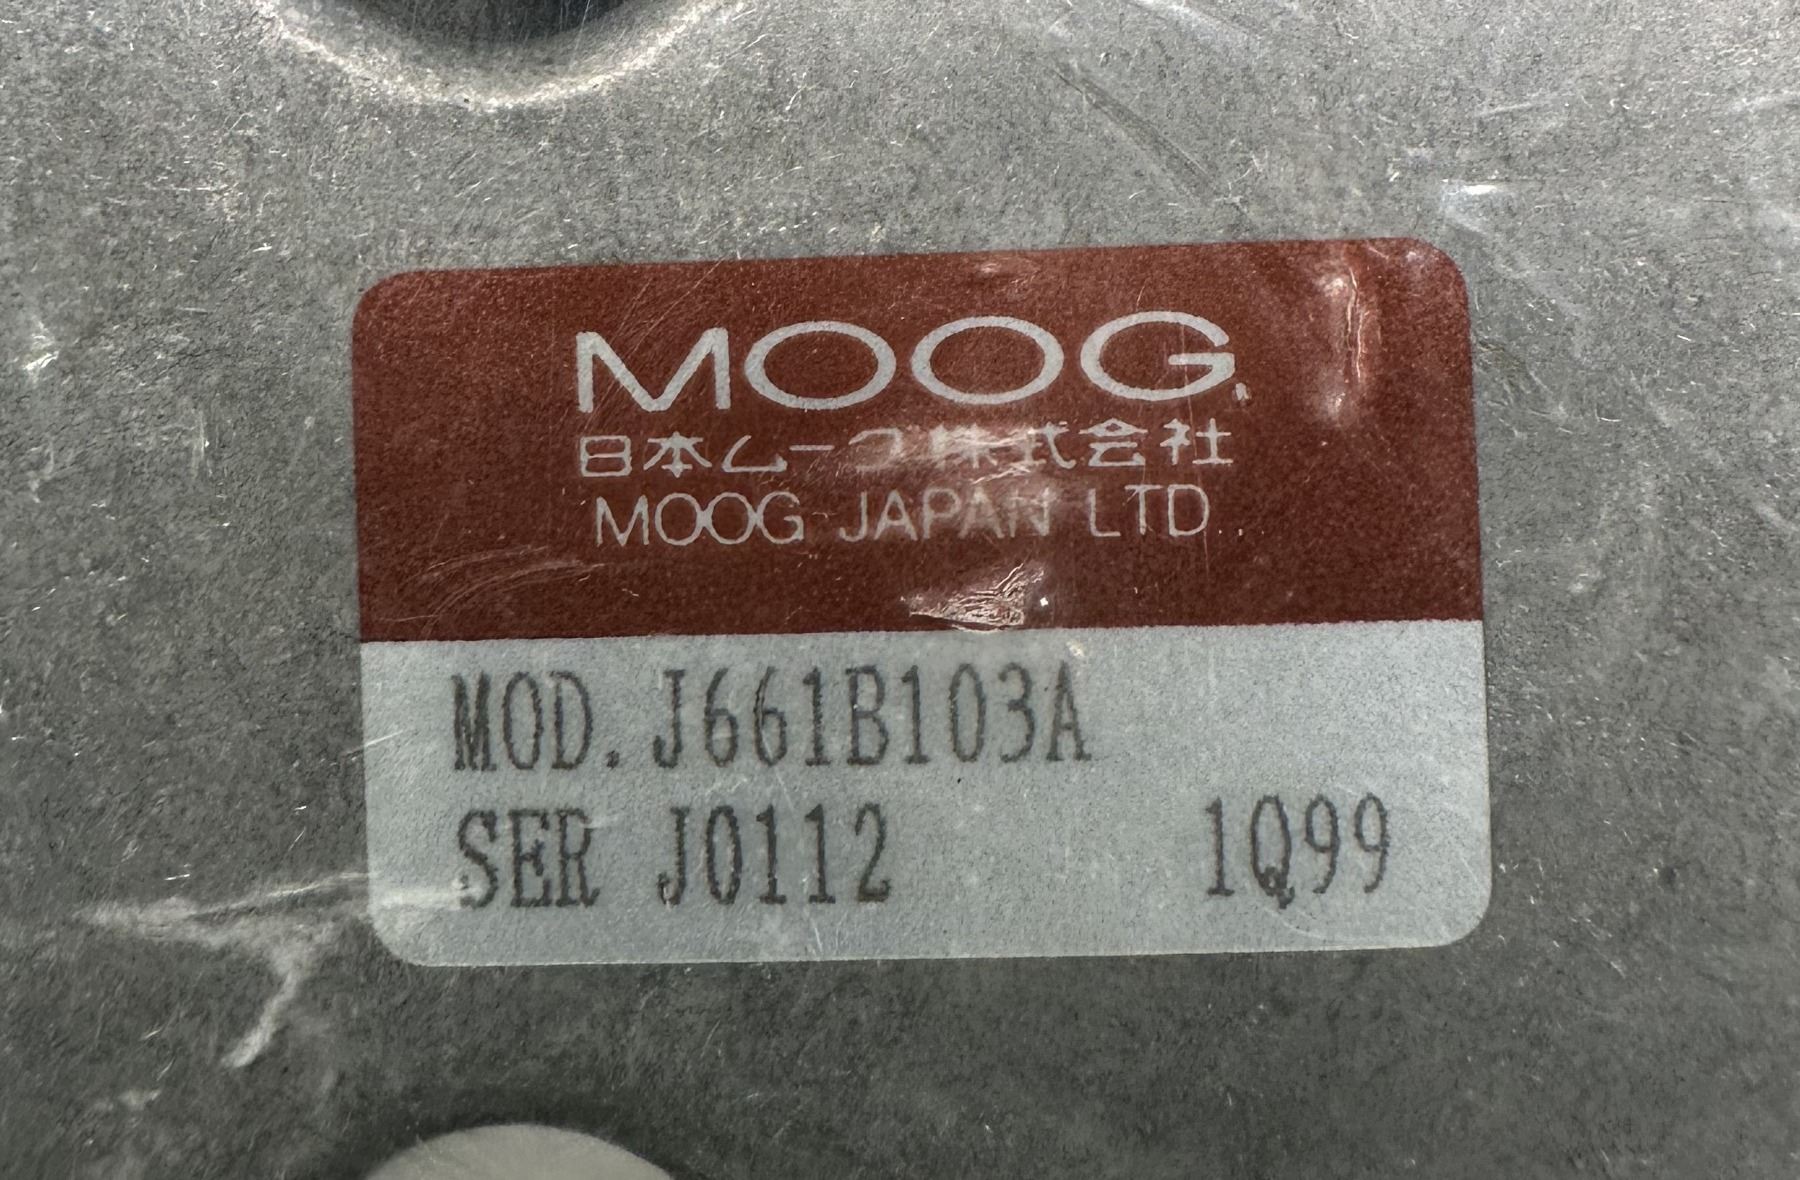 MOOG
日本ムーグ株式会社
MOOG JAPAN LTD.
MOD. J661B103A
SER J0112 1Q99